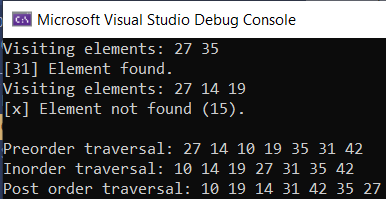 Microsoft Visual Studio Debug Console
Visiting elements: 27 35
[31] Element found.
Visiting elements: 27 14 19
[x] Element not found (15).
Preorder traversal: 27 14 10 19 35 31 42
Inorder traversal: 10 14 19 27 31 35 42
Post order traversal: 10 19 14 31 42 35 27